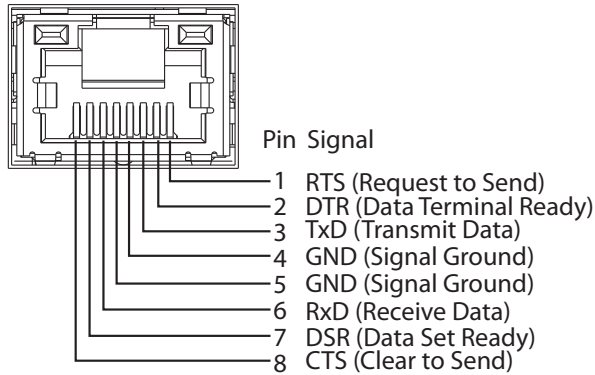 Pin Signal
1 RTS (Request to Send)
2 DTR (Data Terminal Ready)
3 TxD (Transmit Data)
4 GND (Signal Ground)
5 GND (Signal Ground)
6 RxD (Receive Data)
7 DSR (Data Set Ready)
8 CTS (Clear to Send)